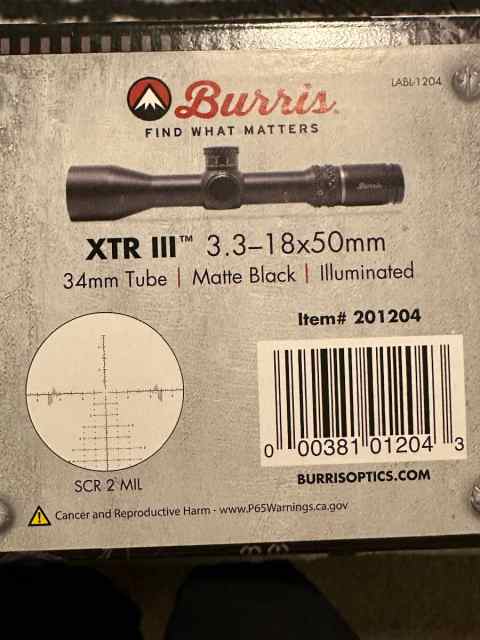 LABL-1204
Burris.
FIND WHAT MATTERS
Burris
XTR III™ 3.3–18x50mm
34mm Tube | Matte Black | Illuminated
Item# 201204
0 00381 01204 3
BURRISOPTICS.COM
SCR 2 MIL
Cancer and Reproductive Harm - www.P65Warnings.ca.gov